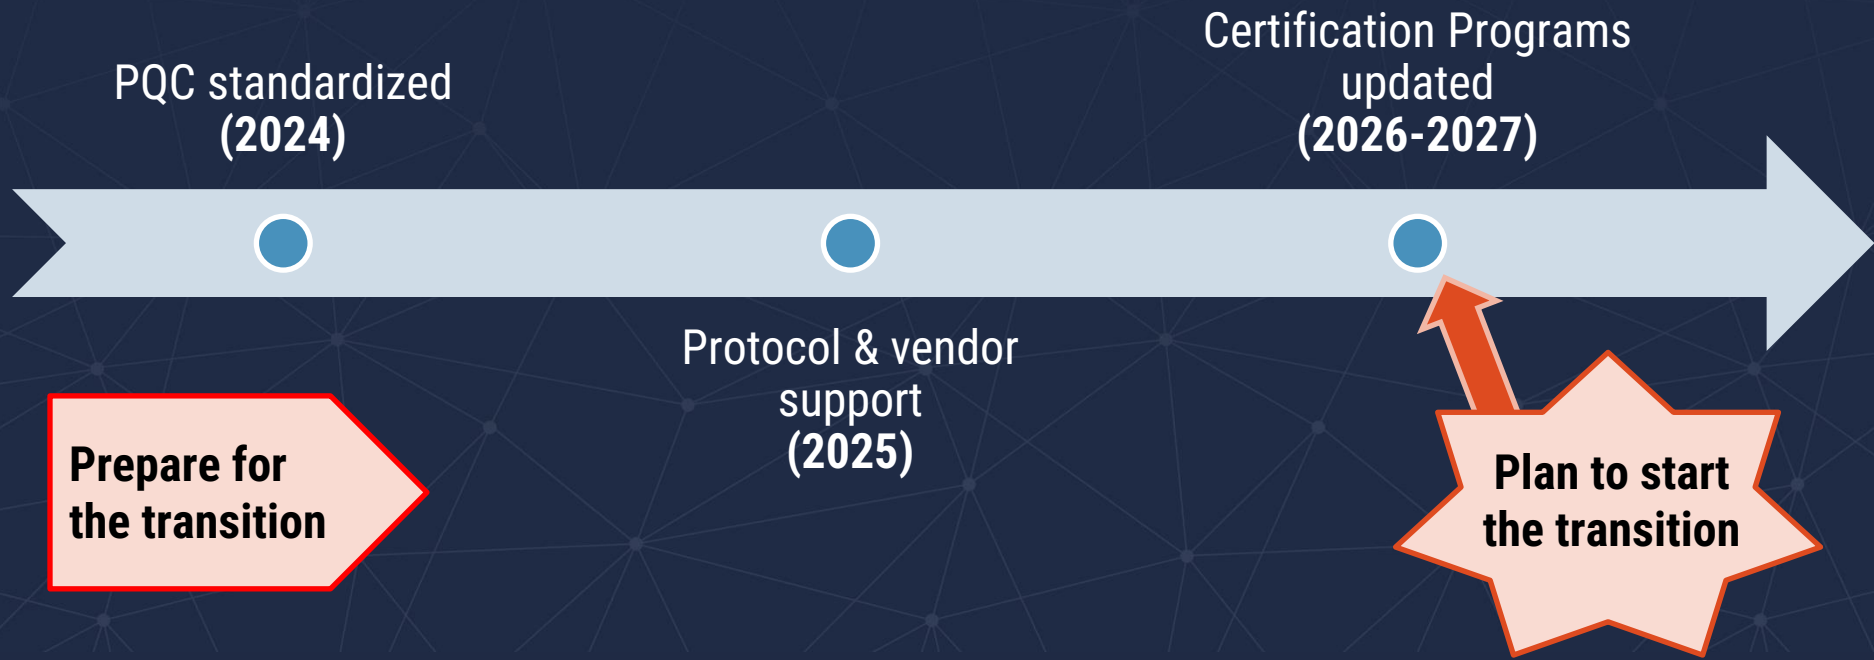 PQC standardized
(2024)
Certification Programs
updated
(2026-2027)
Protocol & vendor
support
(2025)
Prepare for
the transition
Plan to start
the transition